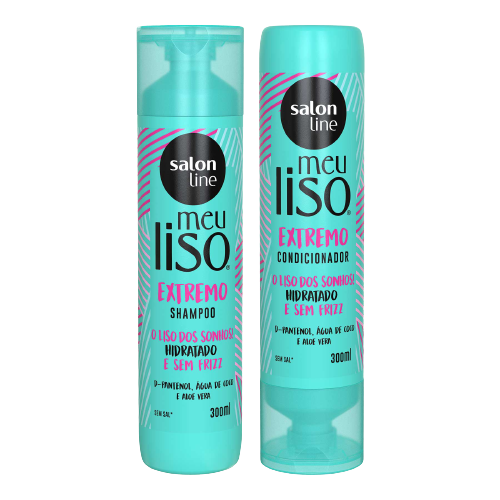 salon
line
meu
liso®
EXTREMO
SHAMPOO
O LISO DOS SONHOS!
HIDRATADO
E SEM FRIZZ
D-PANTENOL, ÁGUA DE COCO
E ALOE VERA
SEM SAL*
300ml
salon
line
meu
liso®
EXTREMO
CONDICIONADOR
O LISO DOS SONHOS!
HIDRATADO
E SEM FRIZZ
D-PANTENOL, ÁGUA DE COCO
E ALOE VERA
SEM SAL*
300ml